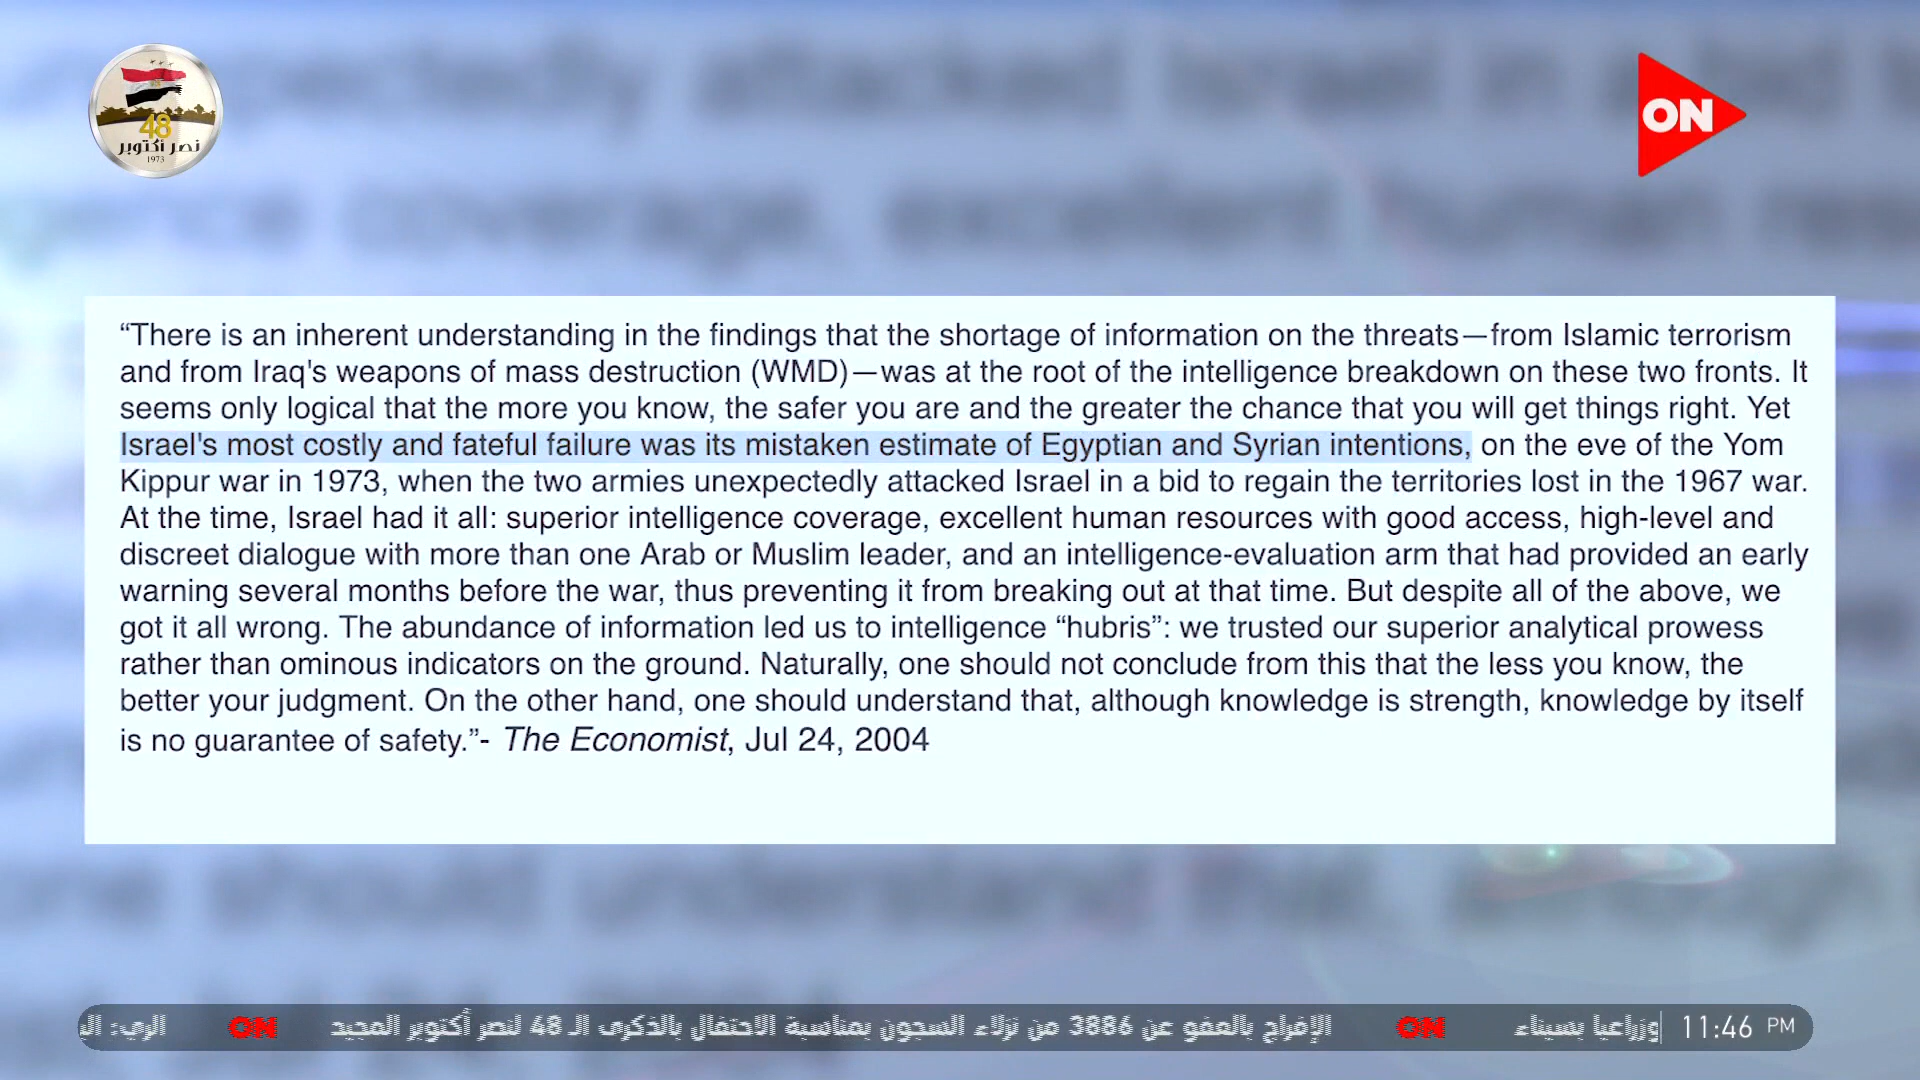 48
نصر أكتوبر
1973
ON
“There is an inherent understanding in the findings that the shortage of information on the threats—from Islamic terrorism
and from Iraq's weapons of mass destruction (WMD)—was at the root of the intelligence breakdown on these two fronts. It
seems only logical that the more you know, the safer you are and the greater the chance that you will get things right. Yet
Israel's most costly and fateful failure was its mistaken estimate of Egyptian and Syrian intentions, on the eve of the Yom
Kippur war in 1973, when the two armies unexpectedly attacked Israel in a bid to regain the territories lost in the 1967 war.
At the time, Israel had it all: superior intelligence coverage, excellent human resources with good access, high-level and
discreet dialogue with more than one Arab or Muslim leader, and an intelligence-evaluation arm that had provided an early
warning several months before the war, thus preventing it from breaking out at that time. But despite all of the above, we
got it all wrong. The abundance of information led us to intelligence “hubris”: we trusted our superior analytical prowess
rather than ominous indicators on the ground. Naturally, one should not conclude from this that the less you know, the
better your judgment. On the other hand, one should understand that, although knowledge is strength, knowledge by itself
is no guarantee of safety.”- The Economist, Jul 24, 2004
وزراعيا بسيناء ON الإفراج بالعفو عن 3886 من نزلاء السجون بمناسبة الاحتفال بالذكرى الـ 48 لنصر أكتوبر المجيد ON الري: ال
11:46 PM